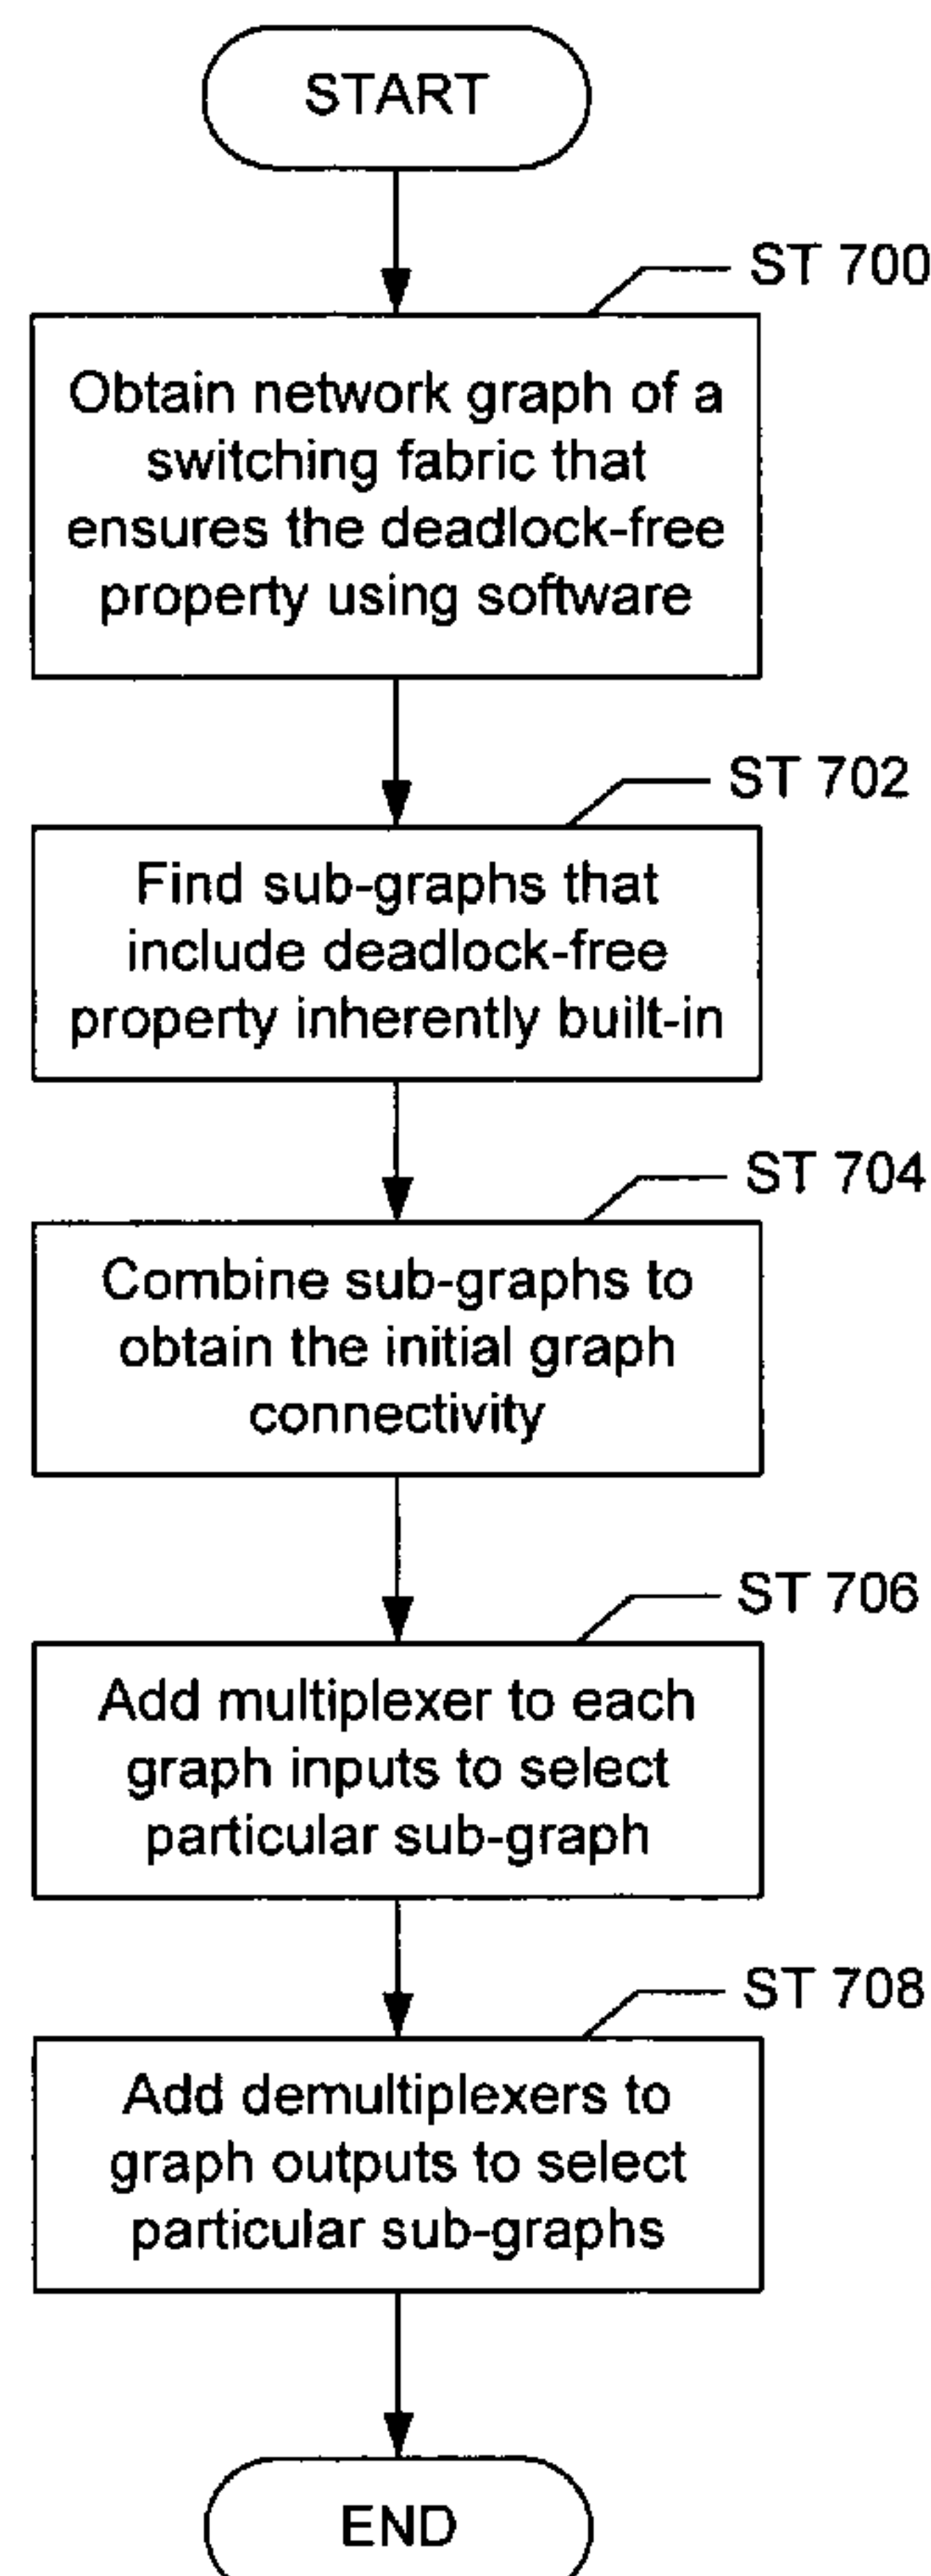 START
ST 700
Obtain network graph of a
switching fabric that
ensures the deadlock-free
property using software
ST 702
Find sub-graphs that
include deadlock-free
property inherently built-in
ST 704
Combine sub-graphs to
obtain the initial graph
connectivity
ST 706
Add multiplexer to each
graph inputs to select
particular sub-graph
ST 708
Add demultiplexers to
graph outputs to select
particular sub-graphs
END